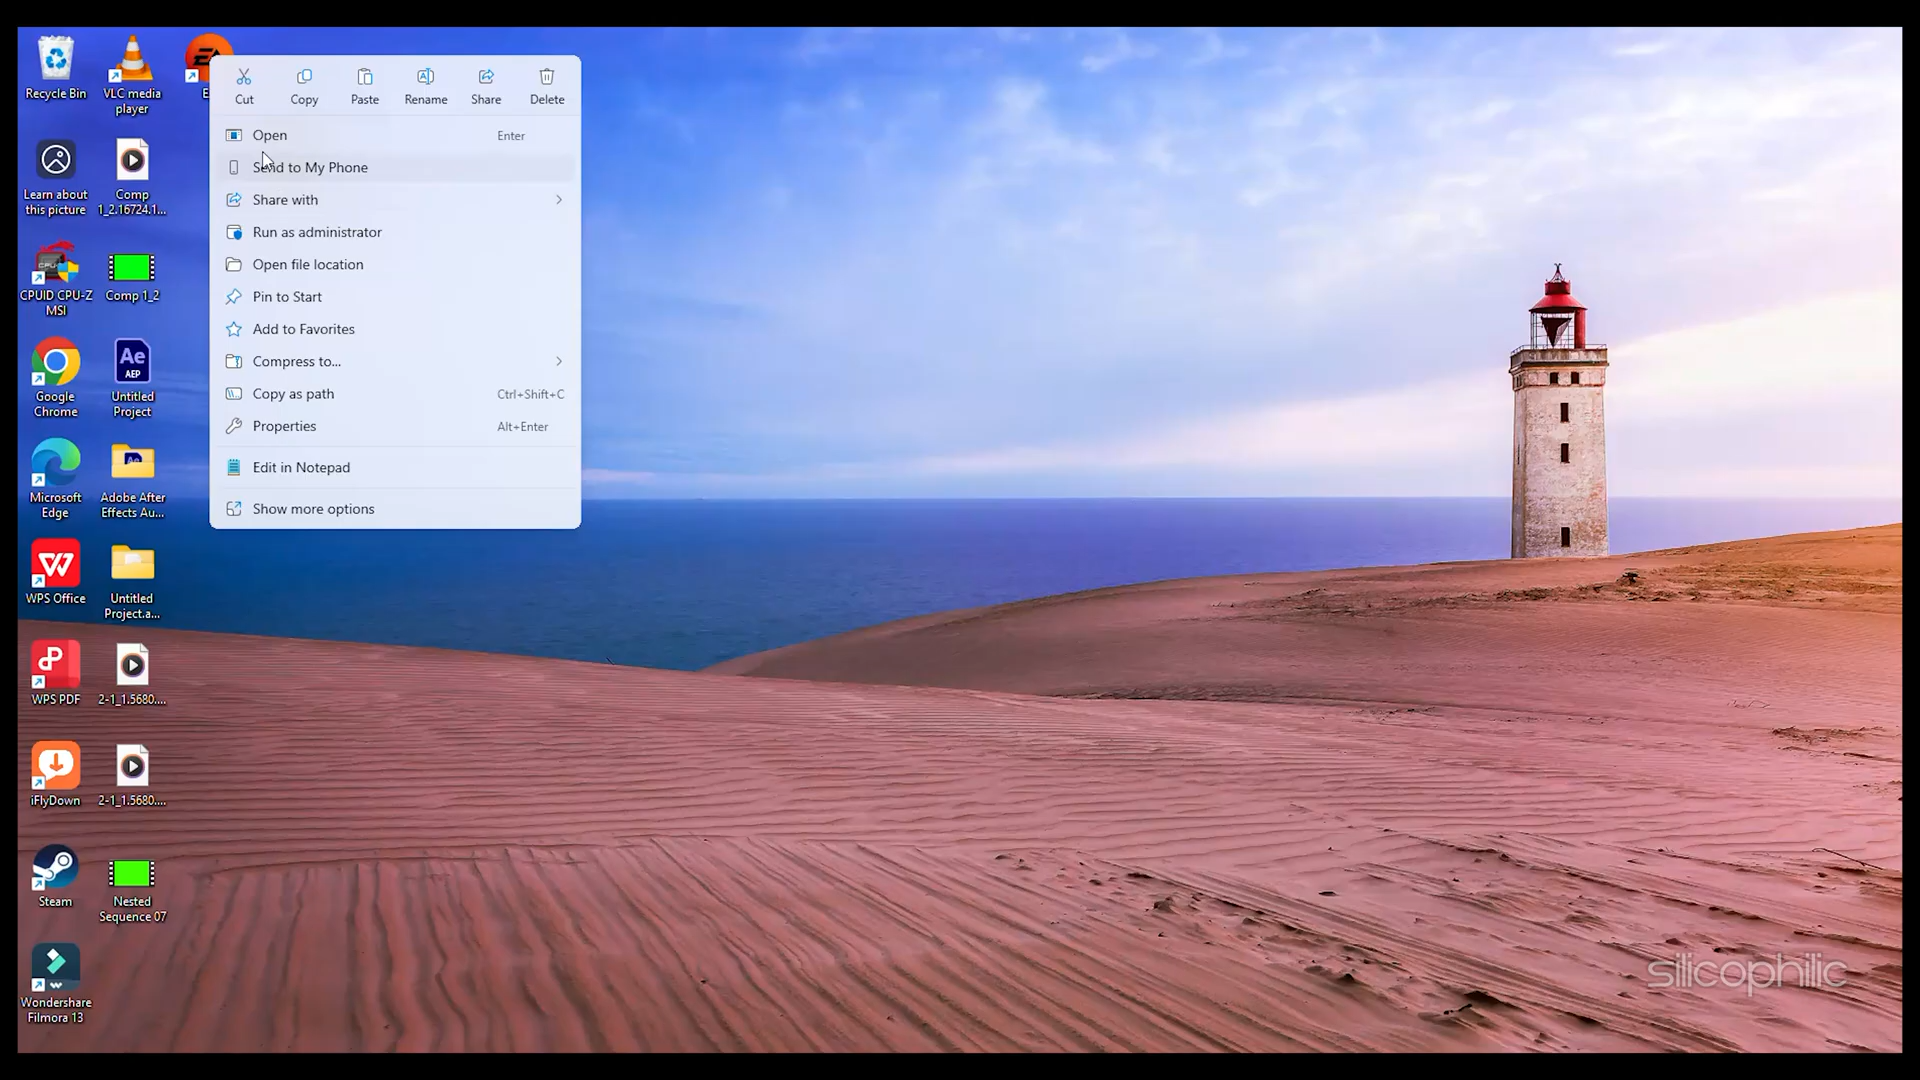 Recycle Bin
VLC media
player
E
Cut
Copy
Paste
Rename
Share
Delete
Open
Enter
Send to My Phone
Share with
Run as administrator
Open file location
Pin to Start
Add to Favorites
Compress to...
Copy as path
Ctrl+Shift+C
Properties
Alt+Enter
Edit in Notepad
Show more options
Learn about
this picture
Comp
1_2.16724.1...
CPUID CPU-Z
MSI
Comp 1_2
Google
Chrome
Ae
AEP
Untitled
Project
Microsoft
Edge
Adobe After
Effects Au...
WPS Office
Untitled
Project.a...
WPS PDF
2-1_1.5680....
iFlyDown
2-1_1.5680....
Steam
Nested
Sequence 07
Wondershare
Filmora 13
silicophilic